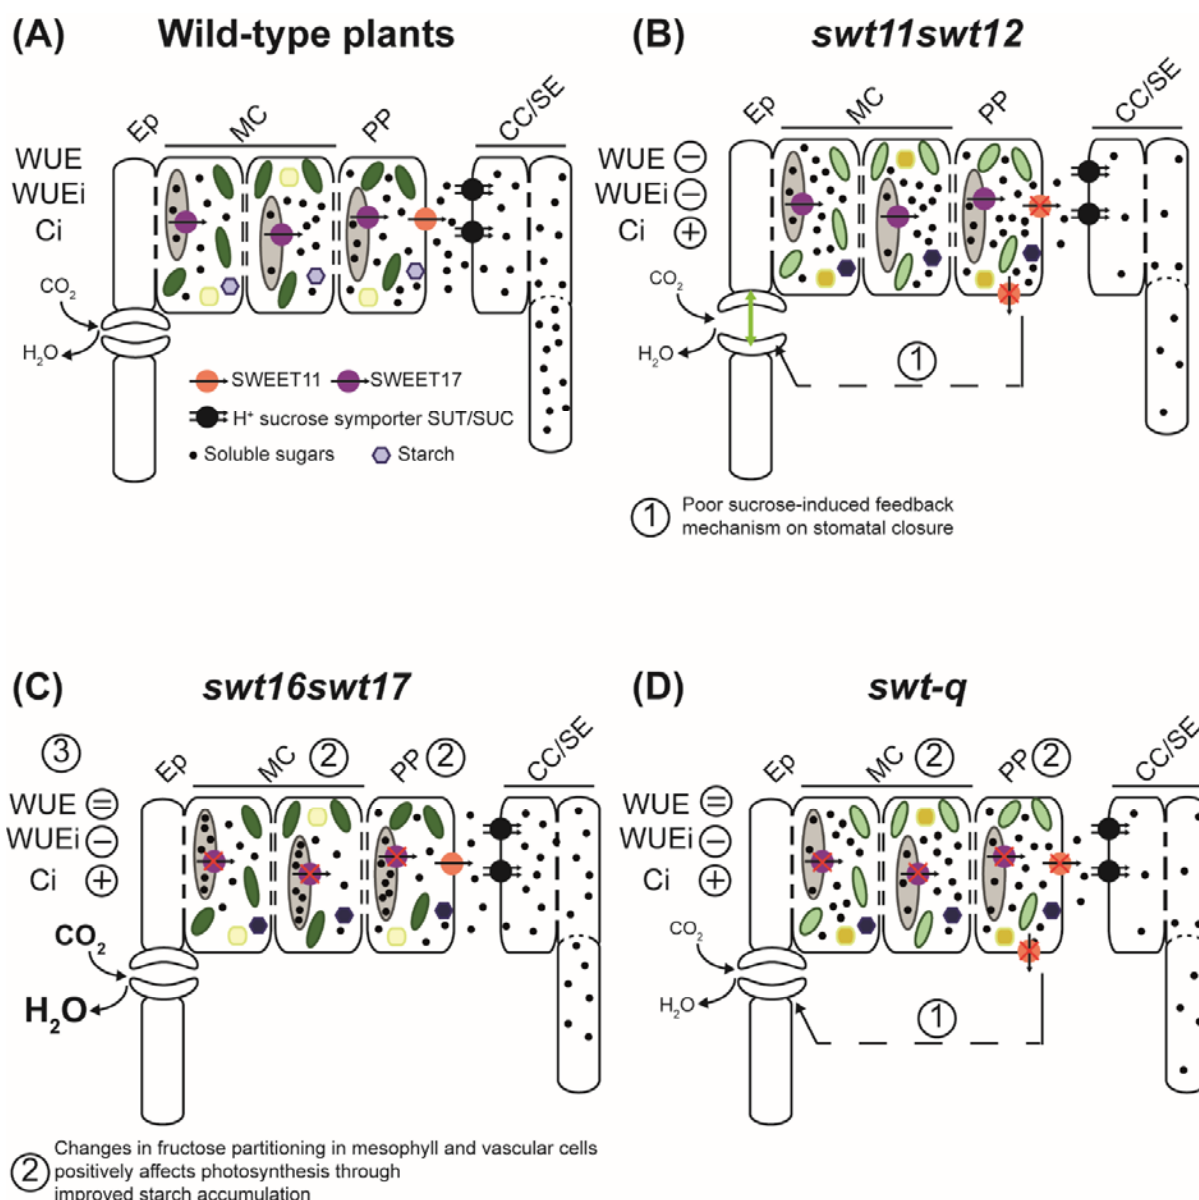 (A) Wild-type plants
Ep MC PP CC/SE
WUE
WUEi
Ci
CO2
H2O
SWEET11 SWEET17
H+ sucrose symporter SUT/SUC
Soluble sugars Starch
(B) swt11swt12
Ep MC PP CC/SE
WUE −
WUEi −
Ci +
CO2
H2O
1
1 Poor sucrose-induced feedback
mechanism on stomatal closure
(C) swt16swt17
3
Ep MC 2 PP 2 CC/SE
WUE =
WUEi −
Ci +
CO2
H2O
2 Changes in fructose partitioning in mesophyll and vascular cells
positively affects photosynthesis through
improved starch accumulation
(D) swt-q
Ep MC 2 PP 2 CC/SE
WUE =
WUEi −
Ci +
CO2
H2O
1